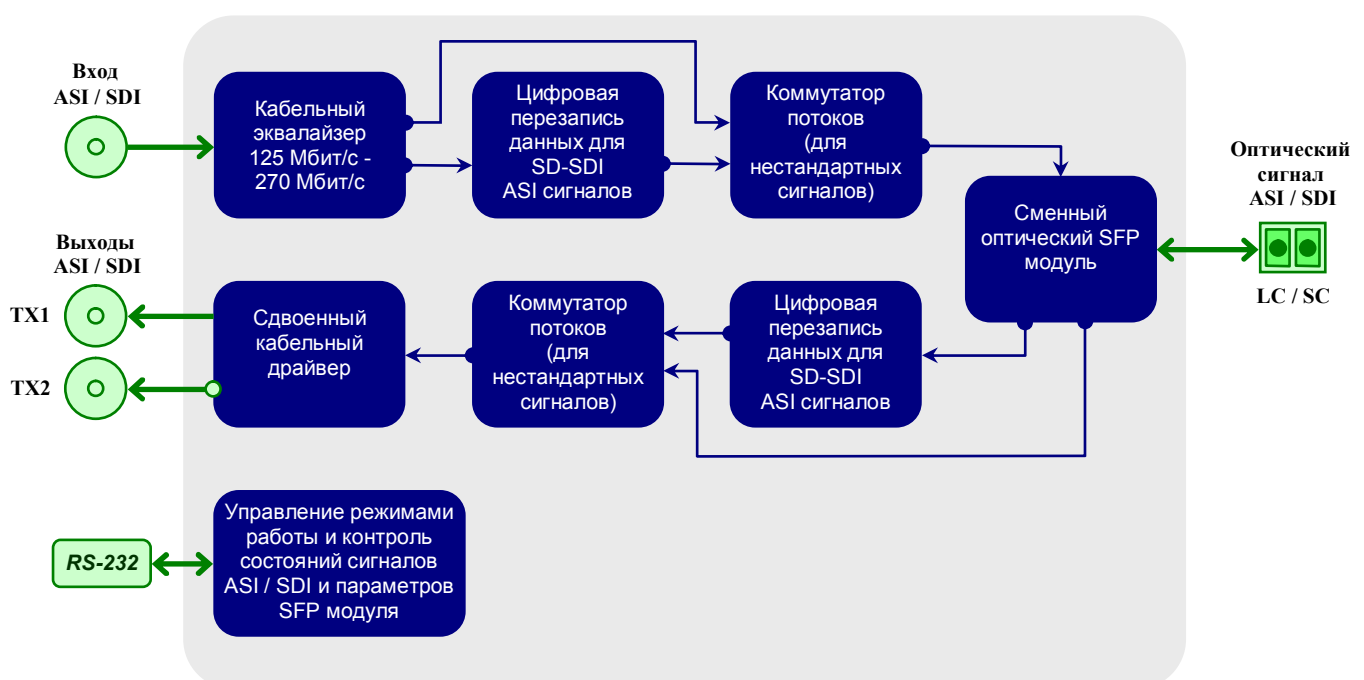 Вход
ASI / SDI
Кабельный
эквалайзер
125 Мбит/с -
270 Мбит/с
Цифровая
перезапись
данных для
SD-SDI
ASI сигналов
Коммутатор
потоков
(для
нестандартных
сигналов)
Сменный
оптический SFP
модуль
Оптический
сигнал
ASI / SDI
LC / SC
Выходы
ASI / SDI
TX1
TX2
Сдвоенный
кабельный
драйвер
Коммутатор
потоков
(для
нестандартных
сигналов)
Цифровая
перезапись
данных для
SD-SDI
ASI сигналов
RS-232
Управление режимами
работы и контроль
состояний сигналов
ASI / SDI и параметров
SFP модуля